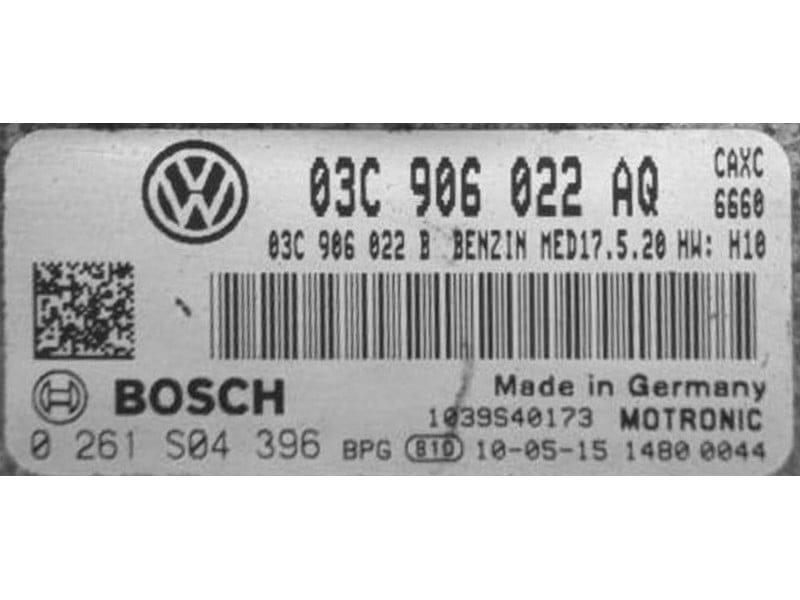 03C 906 022 AQ CAXC
6660
03C 906 022 B BENZIN MED17.5.20 HW: H10
BOSCH
Made in Germany
1039S40173 MOTRONIC
0 261 S04 396 BPG B10 10-05-15 1480 0044